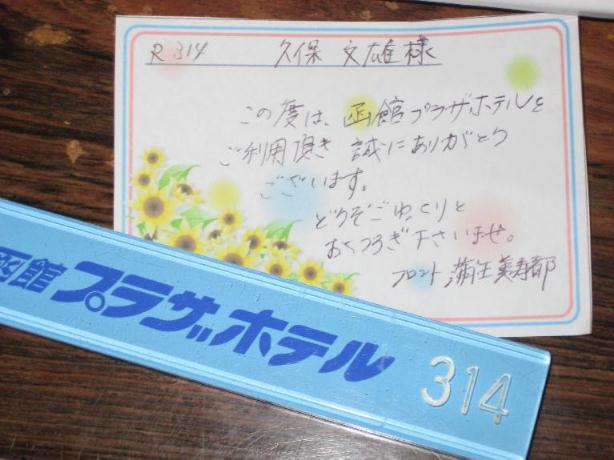 R 314 久保 文雄様
この度は、函館プラザホテルを
ご利用頂き 誠にありがとう
ございます。
どうぞごゆっくりと
おくつろぎ下さいませ。
フロント 蒲生美寿都
函館プラザホテル 314